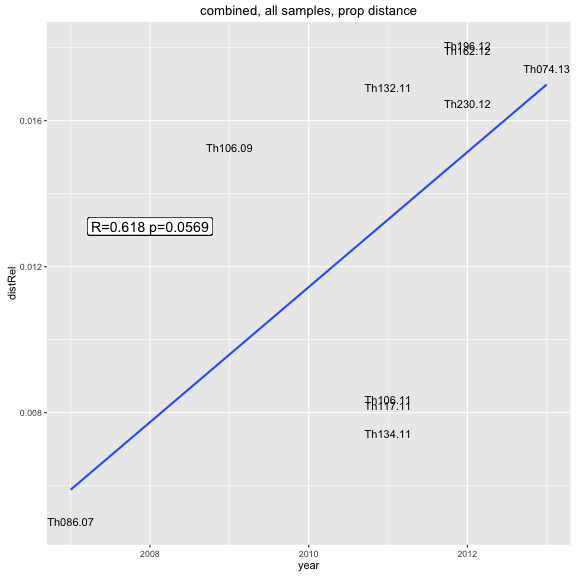 combined, all samples, prop distance
Th196.12
Th162.12
Th074.13
Th132.11
Th230.12
0.016
Th106.09
R=0.618 p=0.0569
0.012
distRel
Th106.11
Th117.11
0.008
Th134.11
Th086.07
2008
2010
2012
year